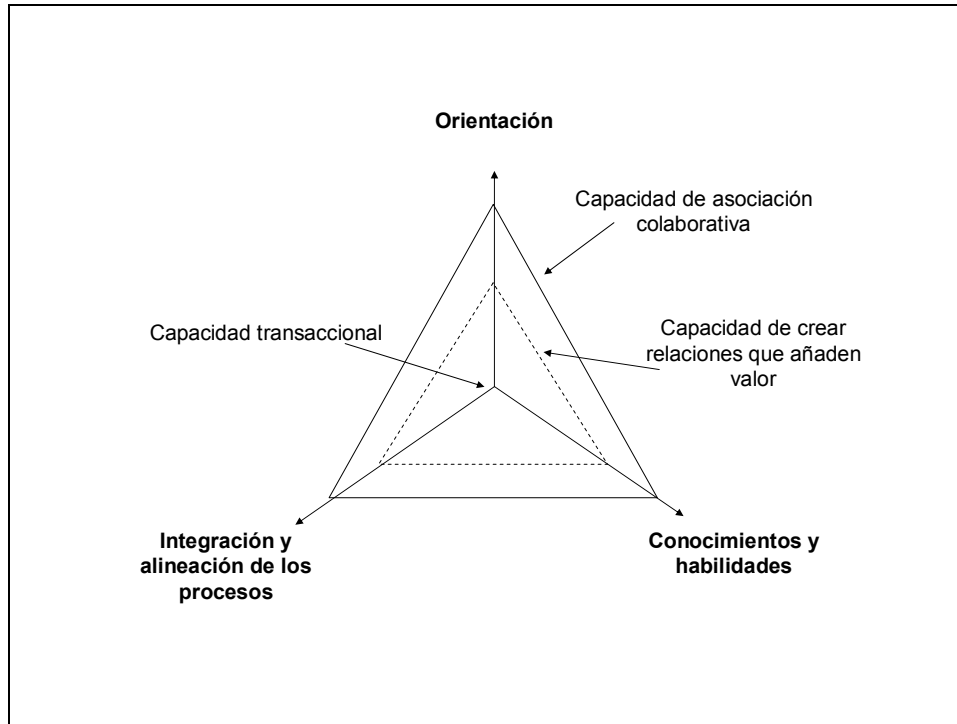 Orientación
Capacidad de asociación
colaborativa
Capacidad transaccional
Capacidad de crear
relaciones que añaden
valor
Integración y
alineación de los
procesos
Conocimientos y
habilidades